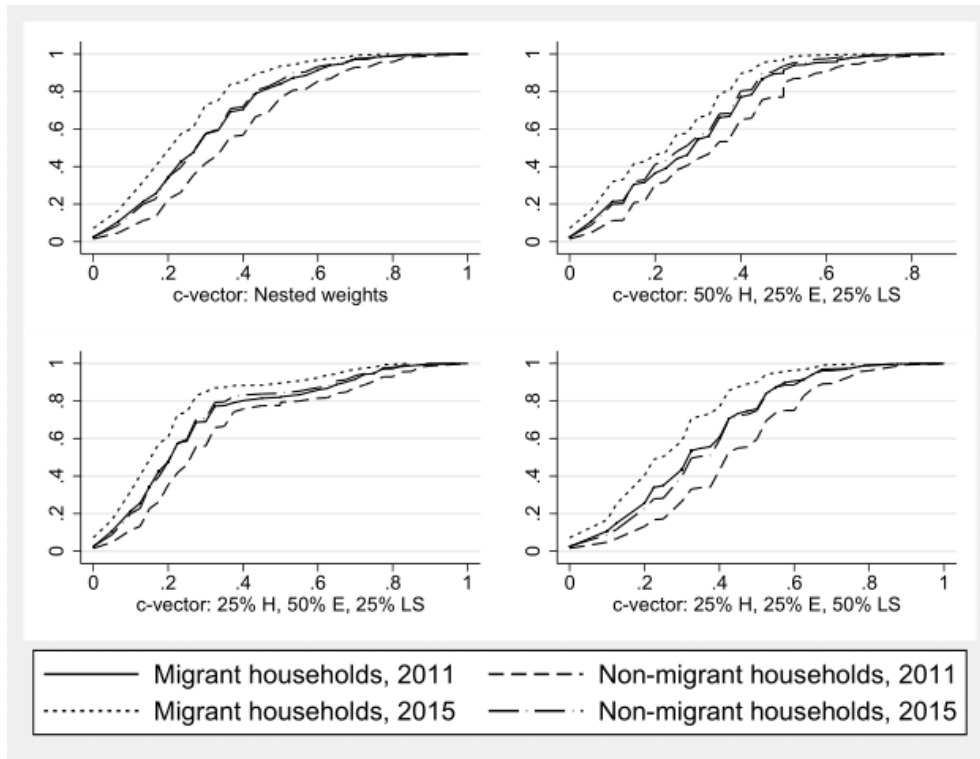 1
.8
.6
.4
.2
0
0 .2 .4 .6 .8 1
c-vector: Nested weights
1
.8
.6
.4
.2
0
0 .2 .4 .6 .8
c-vector: 50% H, 25% E, 25% LS
1
.8
.6
.4
.2
0
0 .2 .4 .6 .8 1
c-vector: 25% H, 50% E, 25% LS
1
.8
.6
.4
.2
0
0 .2 .4 .6 .8 1
c-vector: 25% H, 25% E, 50% LS
Migrant households, 2011 Non-migrant households, 2011
Migrant households, 2015 Non-migrant households, 2015